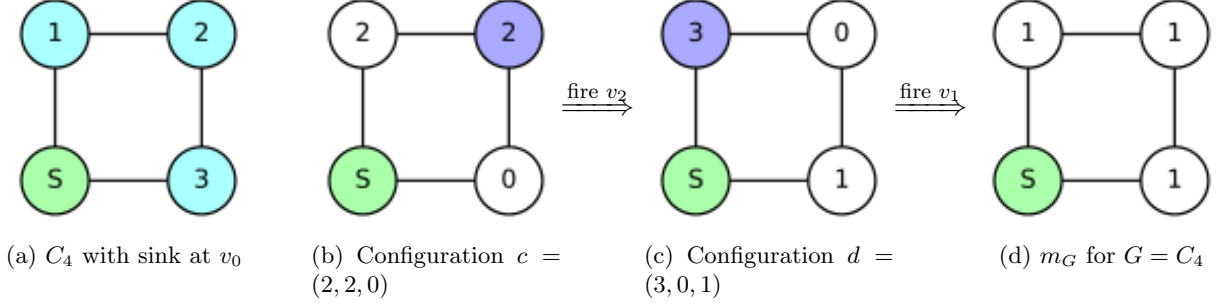 1 2
S 3
2 2
S 0
fire v₂
⟹
3 0
S 1
fire v₁
⟹
1 1
S 1
(a) C₄ with sink at v₀
(b) Configuration c =
(2, 2, 0)
(c) Configuration d =
(3, 0, 1)
(d) m_G for G = C₄